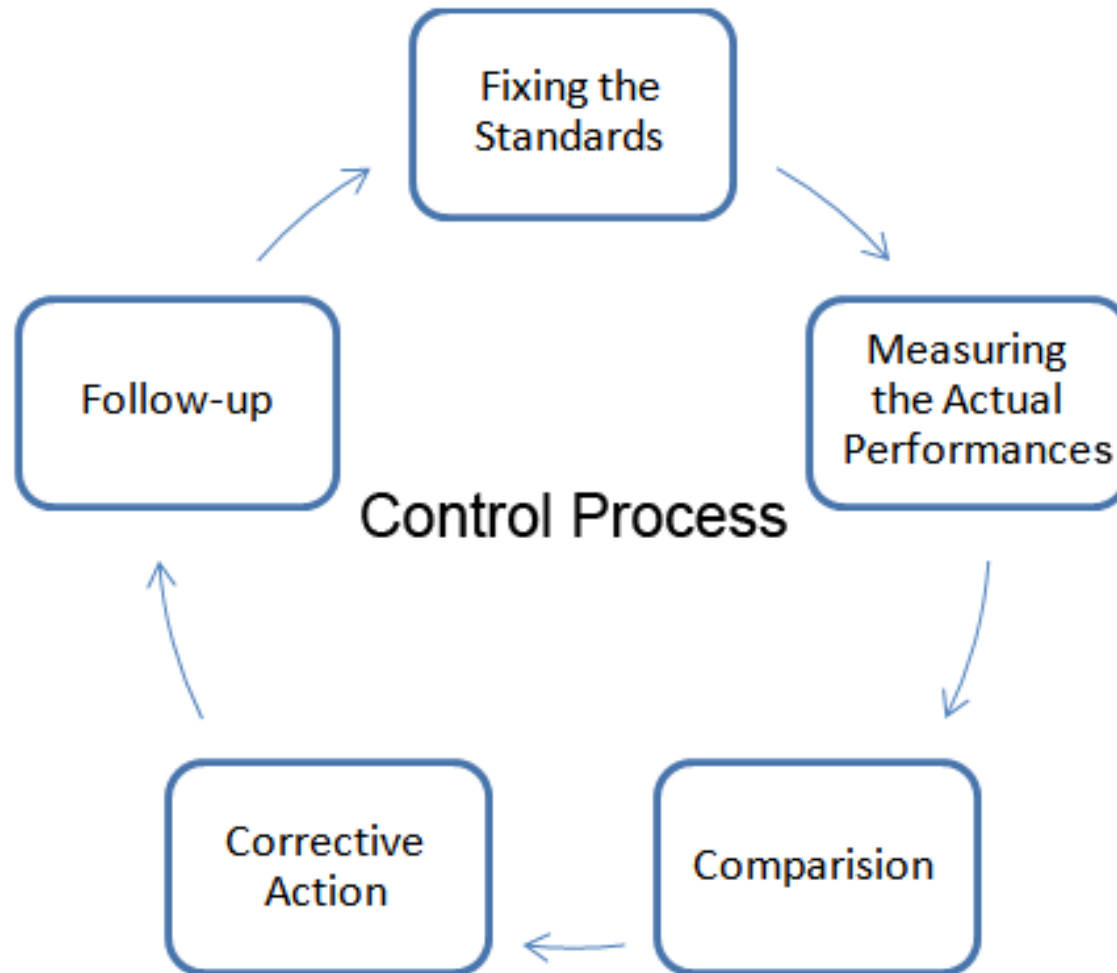 Fixing the
Standards
Measuring
the Actual
Performances
Follow-up
Control Process
Comparision
Corrective
Action